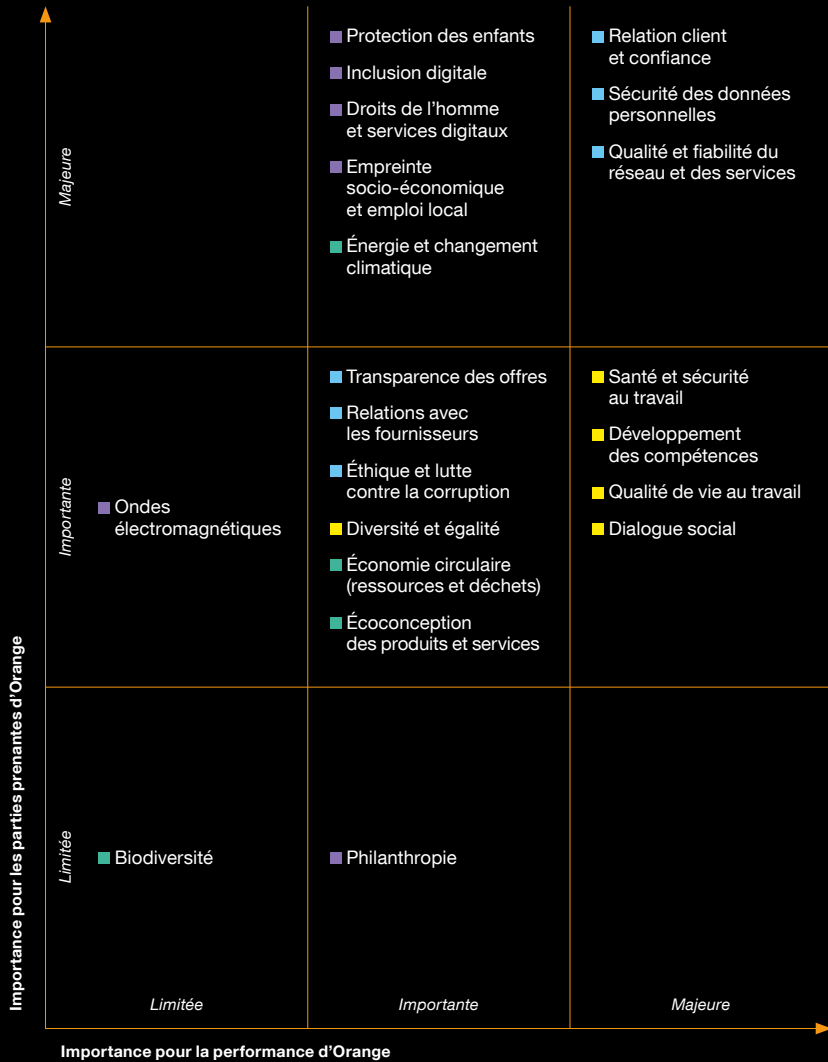 Protection des enfants
Inclusion digitale
Droits de l’homme
et services digitaux
Empreinte
socio-économique
et emploi local
Énergie et changement
climatique
Relation client
et confiance
Sécurité des données
personnelles
Qualité et fiabilité du
réseau et des services
Majeure
Ondes
électromagnétiques
Transparence des offres
Relations avec
les fournisseurs
Éthique et lutte
contre la corruption
Diversité et égalité
Économie circulaire
(ressources et déchets)
Écoconception
des produits et services
Santé et sécurité
au travail
Développement
des compétences
Qualité de vie au travail
Dialogue social
Importante
Biodiversité
Philanthropie
Limitée
Importance pour les parties prenantes d’Orange
Limitée
Importante
Majeure
Importance pour la performance d’Orange